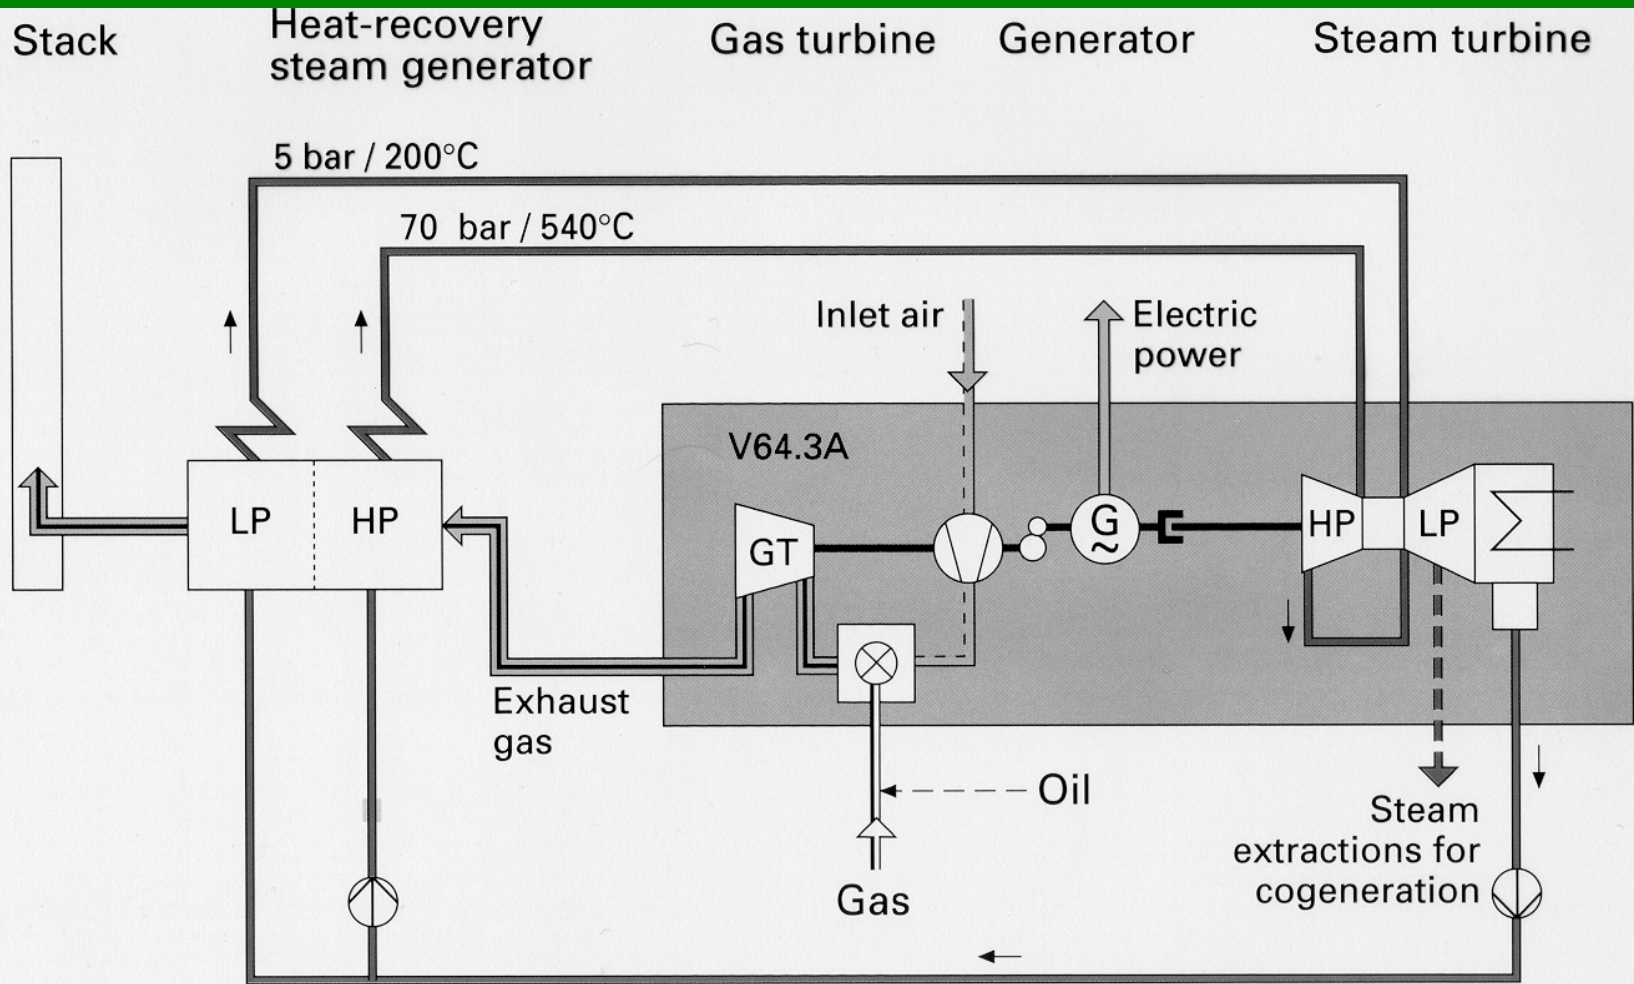 Stack
Heat-recovery
steam generator
Gas turbine
Generator
Steam turbine
5 bar / 200°C
70 bar / 540°C
Inlet air
Electric
power
V64.3A
LP
HP
GT
G
~
HP
LP
Exhaust
gas
Oil
Gas
Steam
extractions for
cogeneration